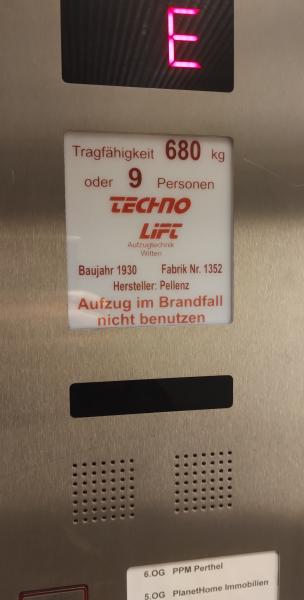 E
Tragfähigkeit 680 kg
oder 9 Personen
TECHNO
LiFT
Aufzugtechnik
Witten
Baujahr 1930 Fabrik Nr. 1352
Hersteller: Pellenz
Aufzug im Brandfall
nicht benutzen
6.OG PPM Perthel
5.OG PlanetHome Immobilien